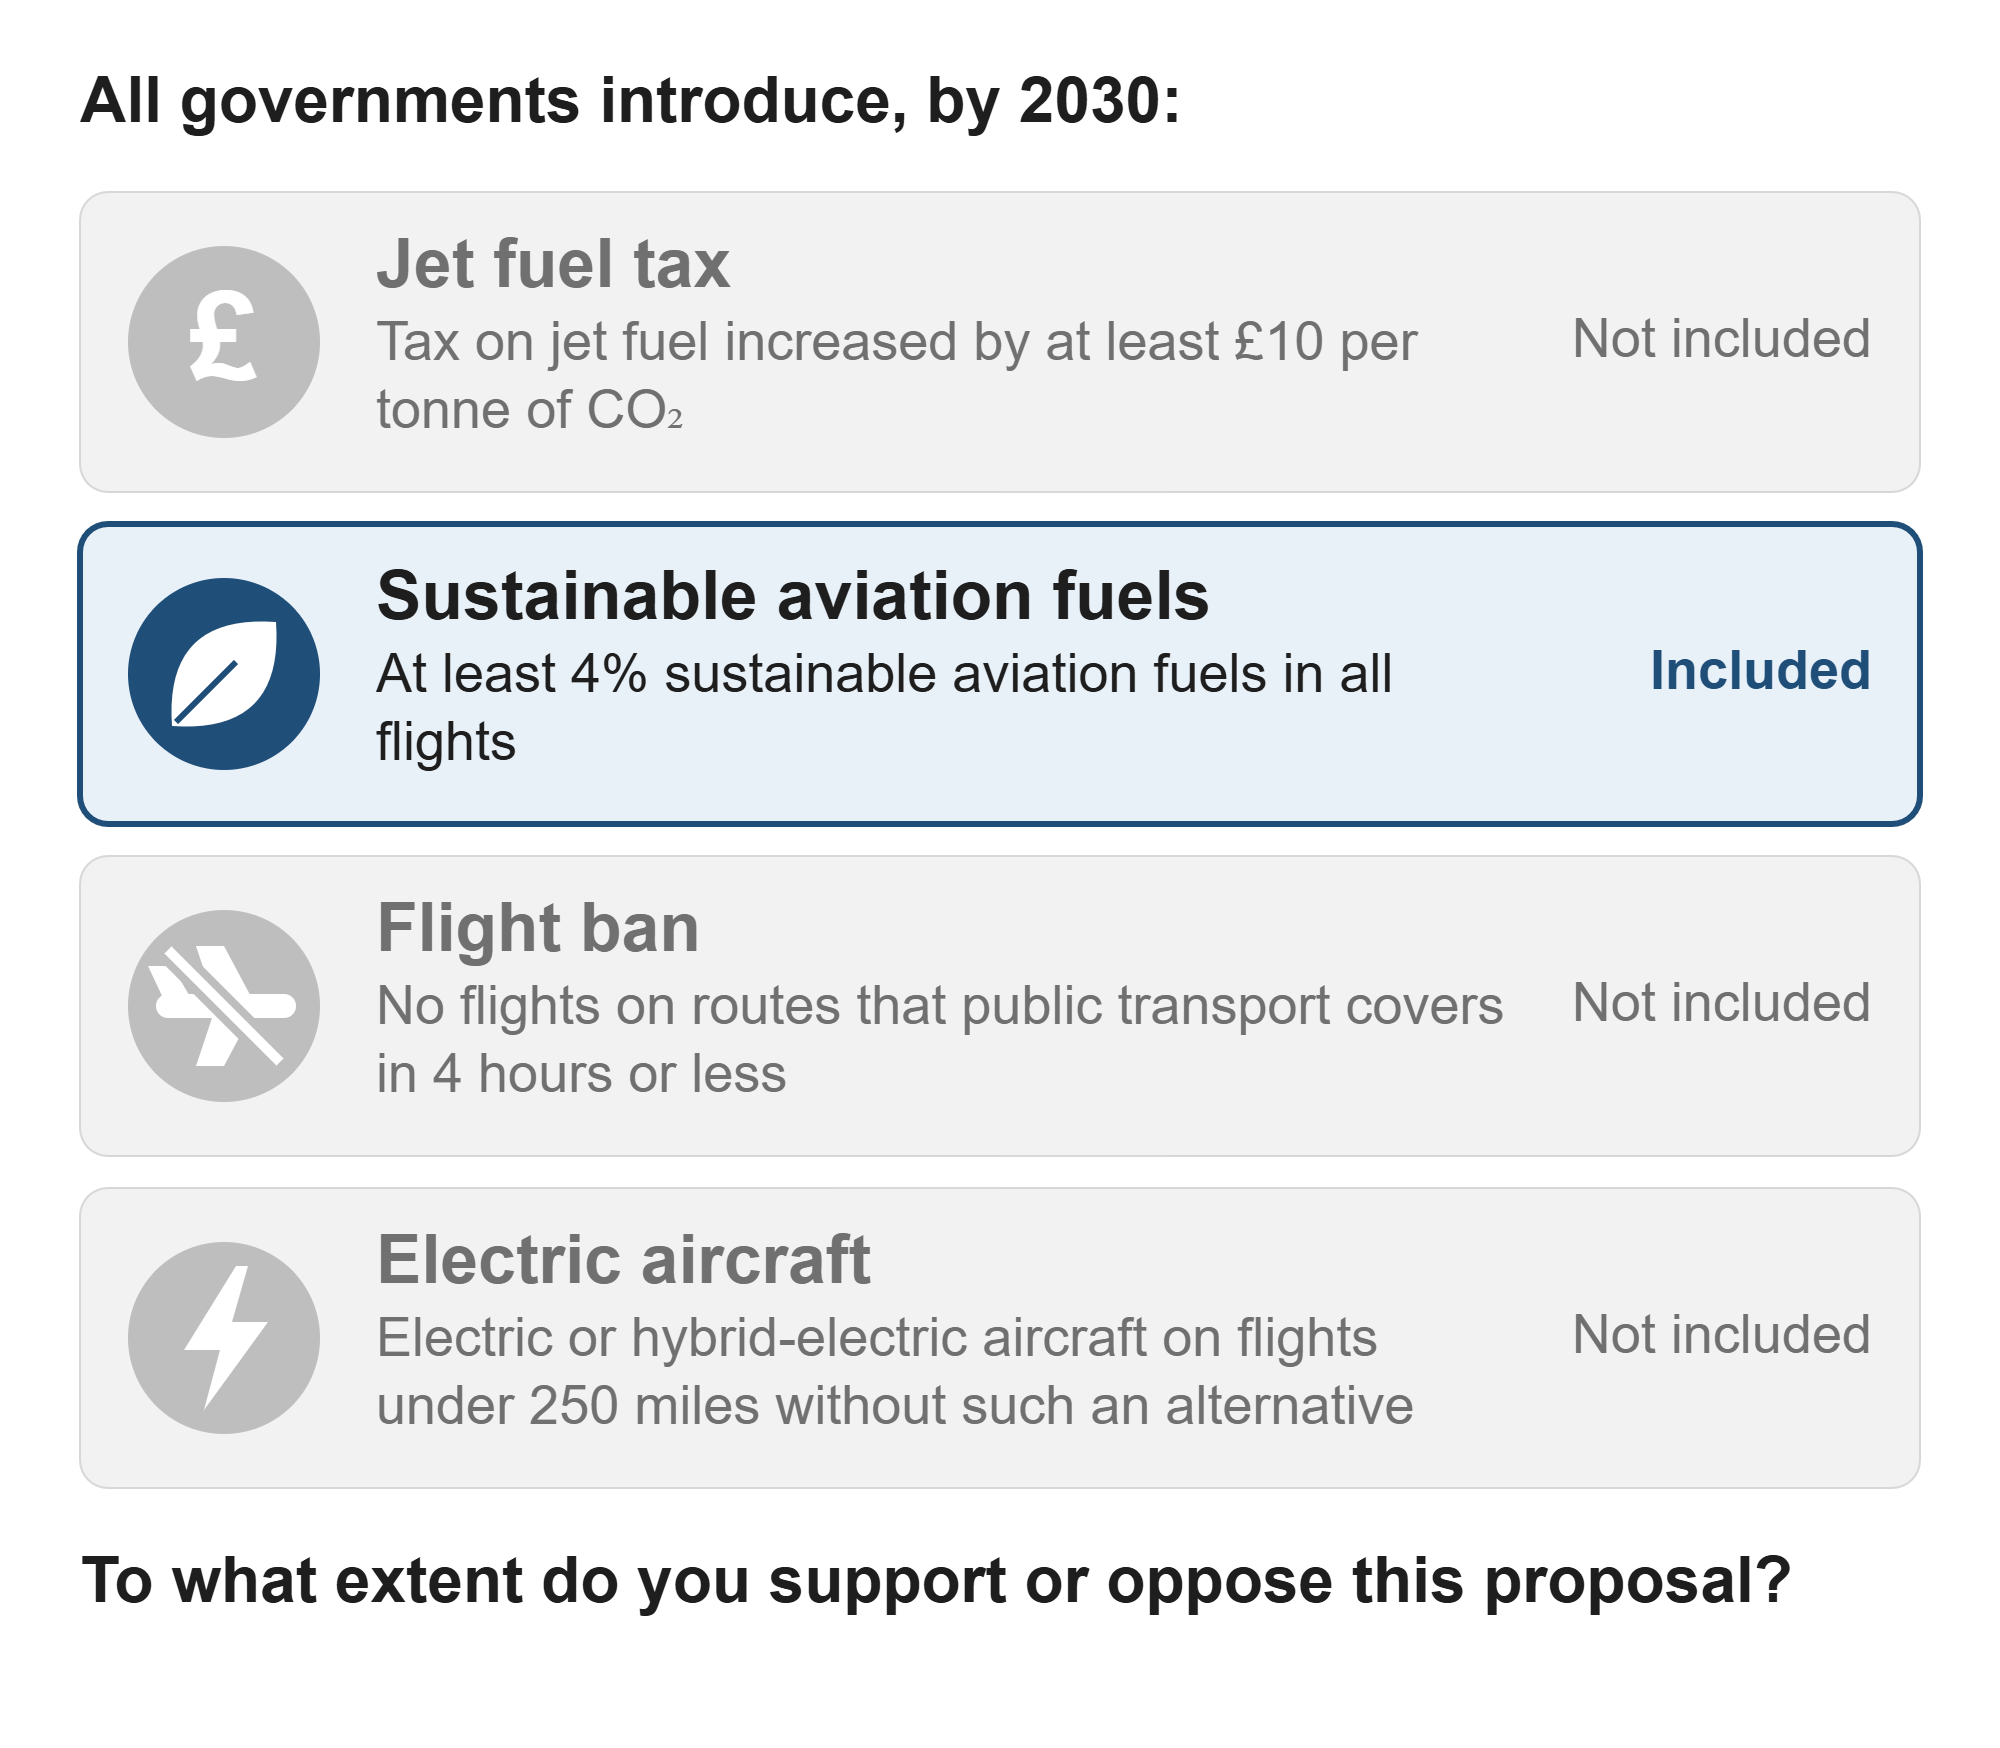 All governments introduce, by 2030:
£
Jet fuel tax
Tax on jet fuel increased by at least £10 per
tonne of CO₂
Not included
Sustainable aviation fuels
At least 4% sustainable aviation fuels in all
flights
Included
Flight ban
No flights on routes that public transport covers
in 4 hours or less
Not included
Electric aircraft
Electric or hybrid-electric aircraft on flights
under 250 miles without such an alternative
Not included
To what extent do you support or oppose this proposal?